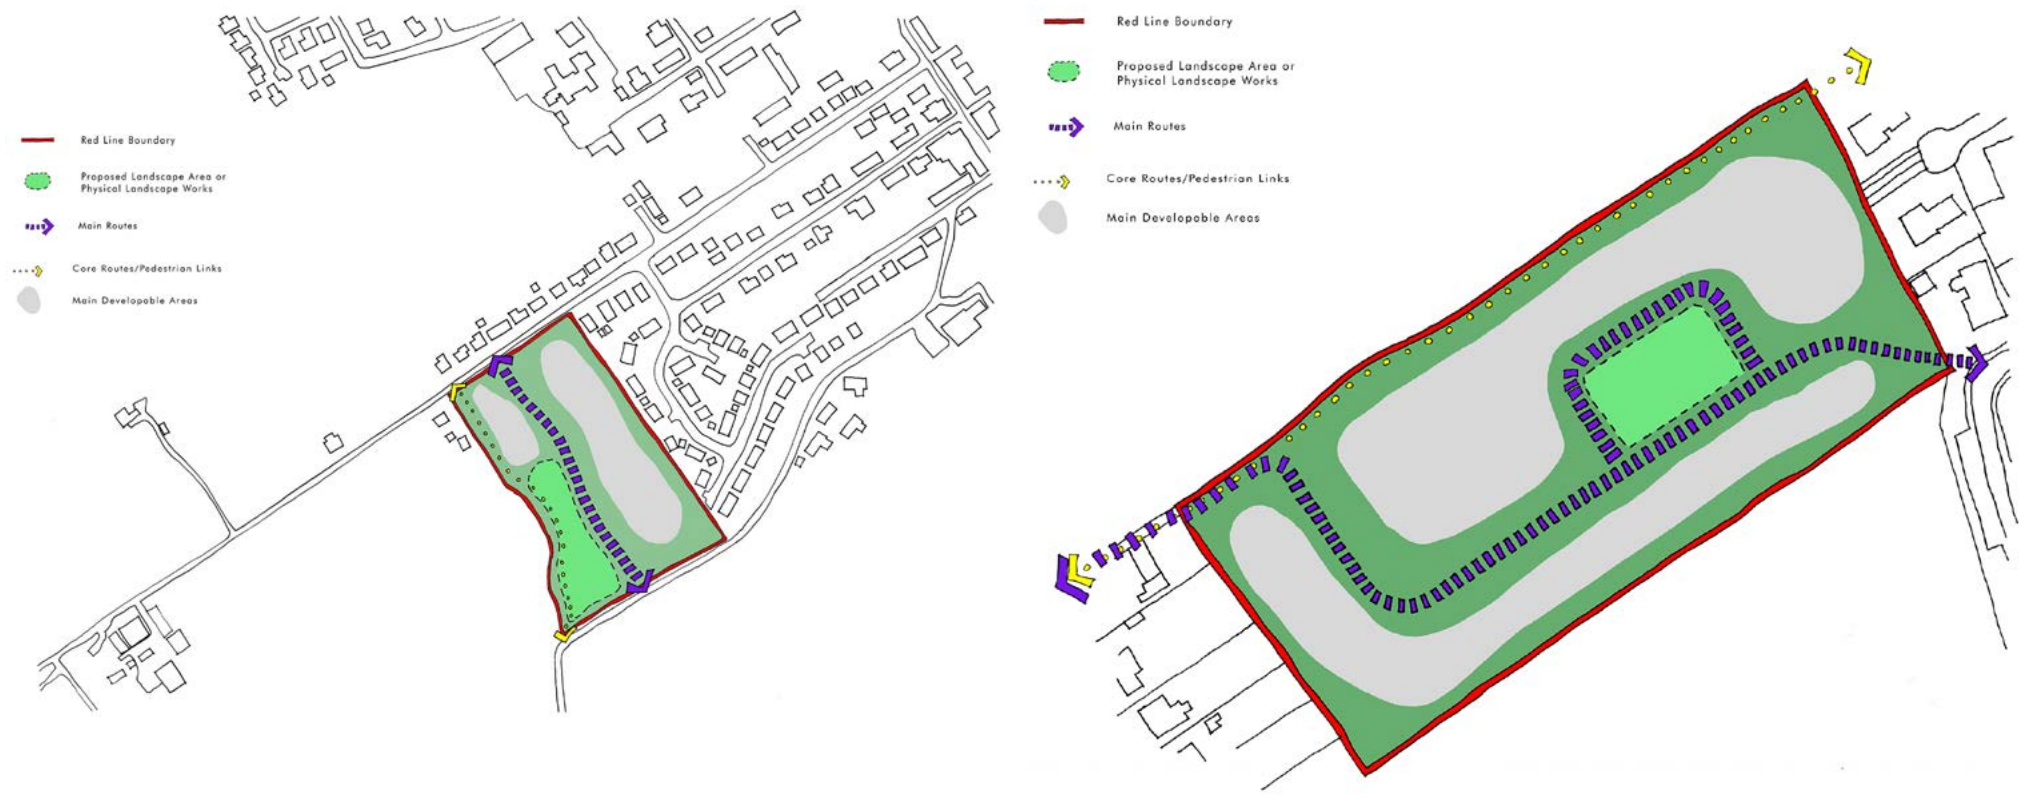 Red Line Boundary
Proposed Landscape Area or
Physical Landscape Works
Main Routes
Core Routes/Pedestrian Links
Main Developable Areas
Red Line Boundary
Proposed Landscape Area or
Physical Landscape Works
Main Routes
Core Routes/Pedestrian Links
Main Developable Areas